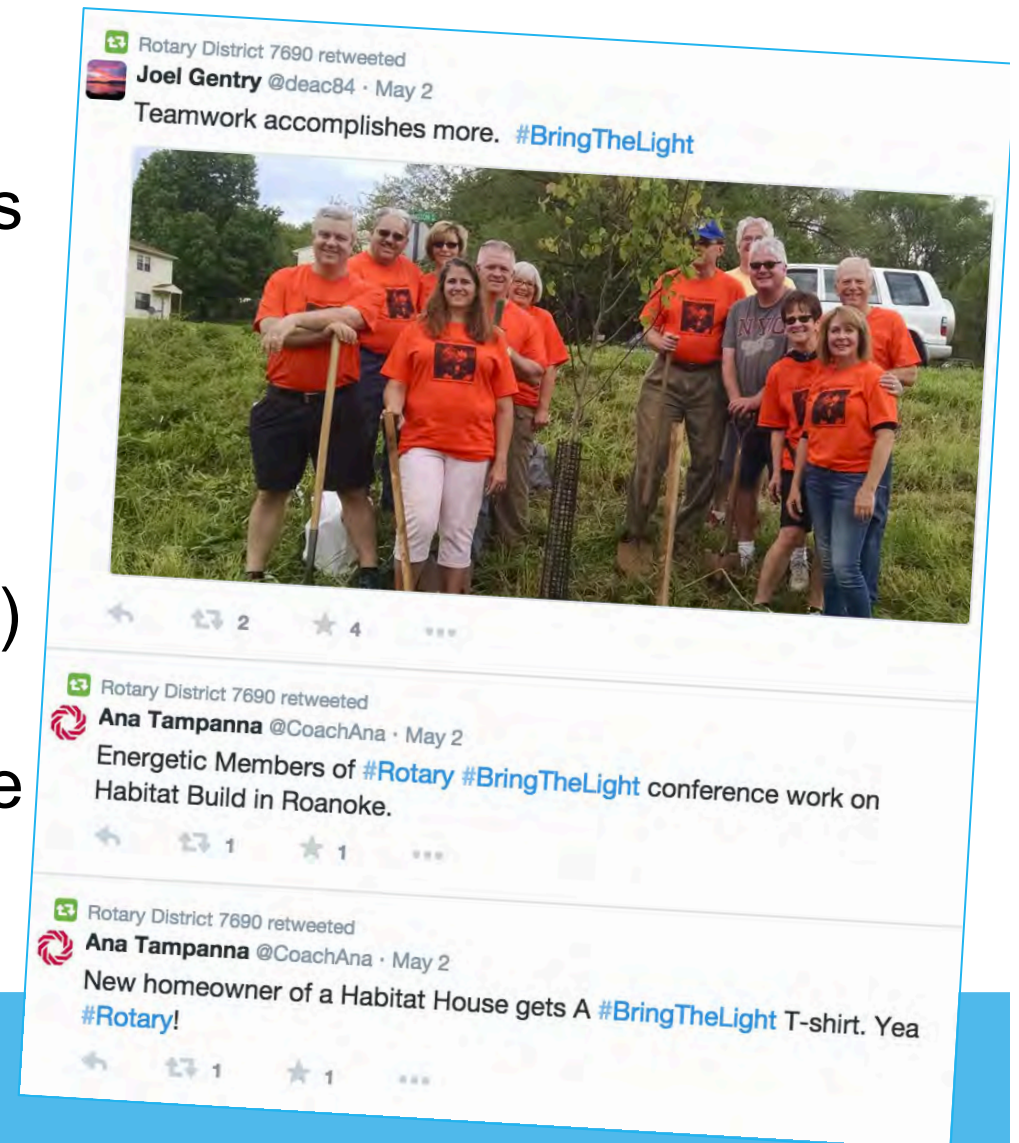 s
)
e
Rotary District 7690 retweeted
Joel Gentry @deac84 · May 2
Teamwork accomplishes more. #BringTheLight
NYC
2 4
Rotary District 7690 retweeted
Ana Tampanna @CoachAna · May 2
Energetic Members of #Rotary #BringTheLight conference work on
Habitat Build in Roanoke.
1 1
Rotary District 7690 retweeted
Ana Tampanna @CoachAna · May 2
New homeowner of a Habitat House gets A #BringTheLight T-shirt. Yea
#Rotary!
1 1